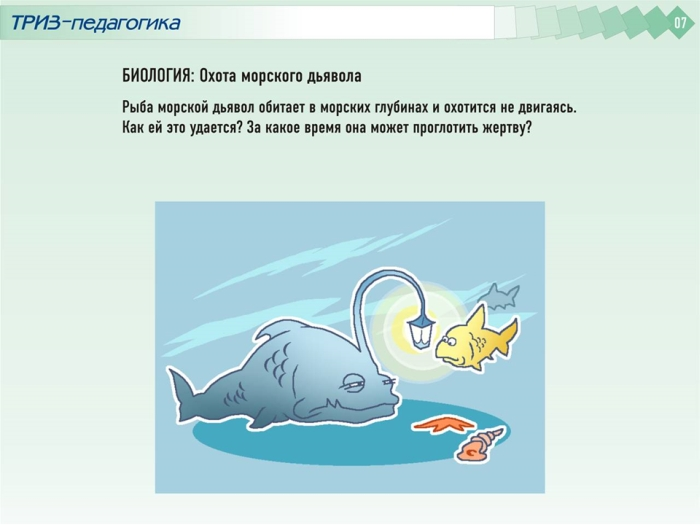 ТРИЗ-педагогика
07
БИОЛОГИЯ: Охота морского дьявола
Рыба морской дьявол обитает в морских глубинах и охотится не двигаясь.
Как ей это удается? За какое время она может проглотить жертву?